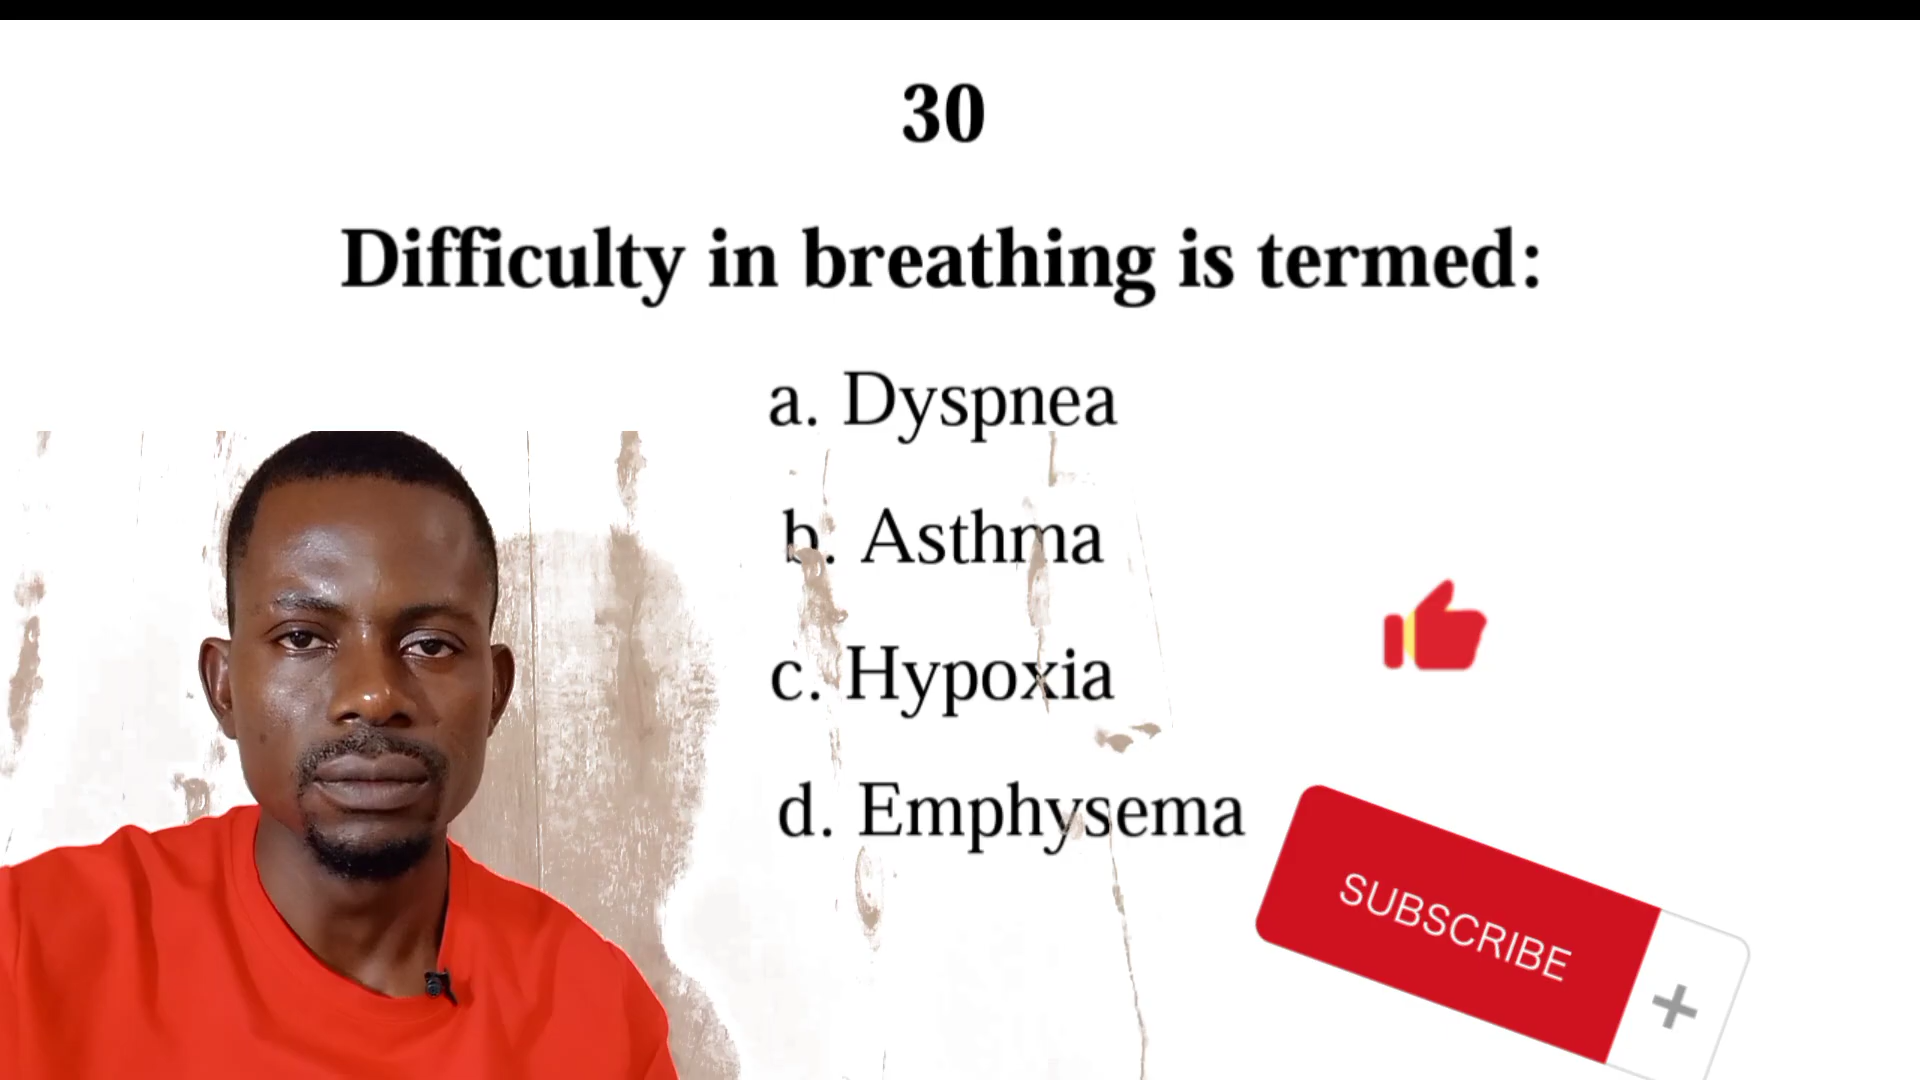 30
Difficulty in breathing is termed:
a. Dyspnea
b. Asthma
c. Hypoxia
d. Emphysema
SUBSCRIBE